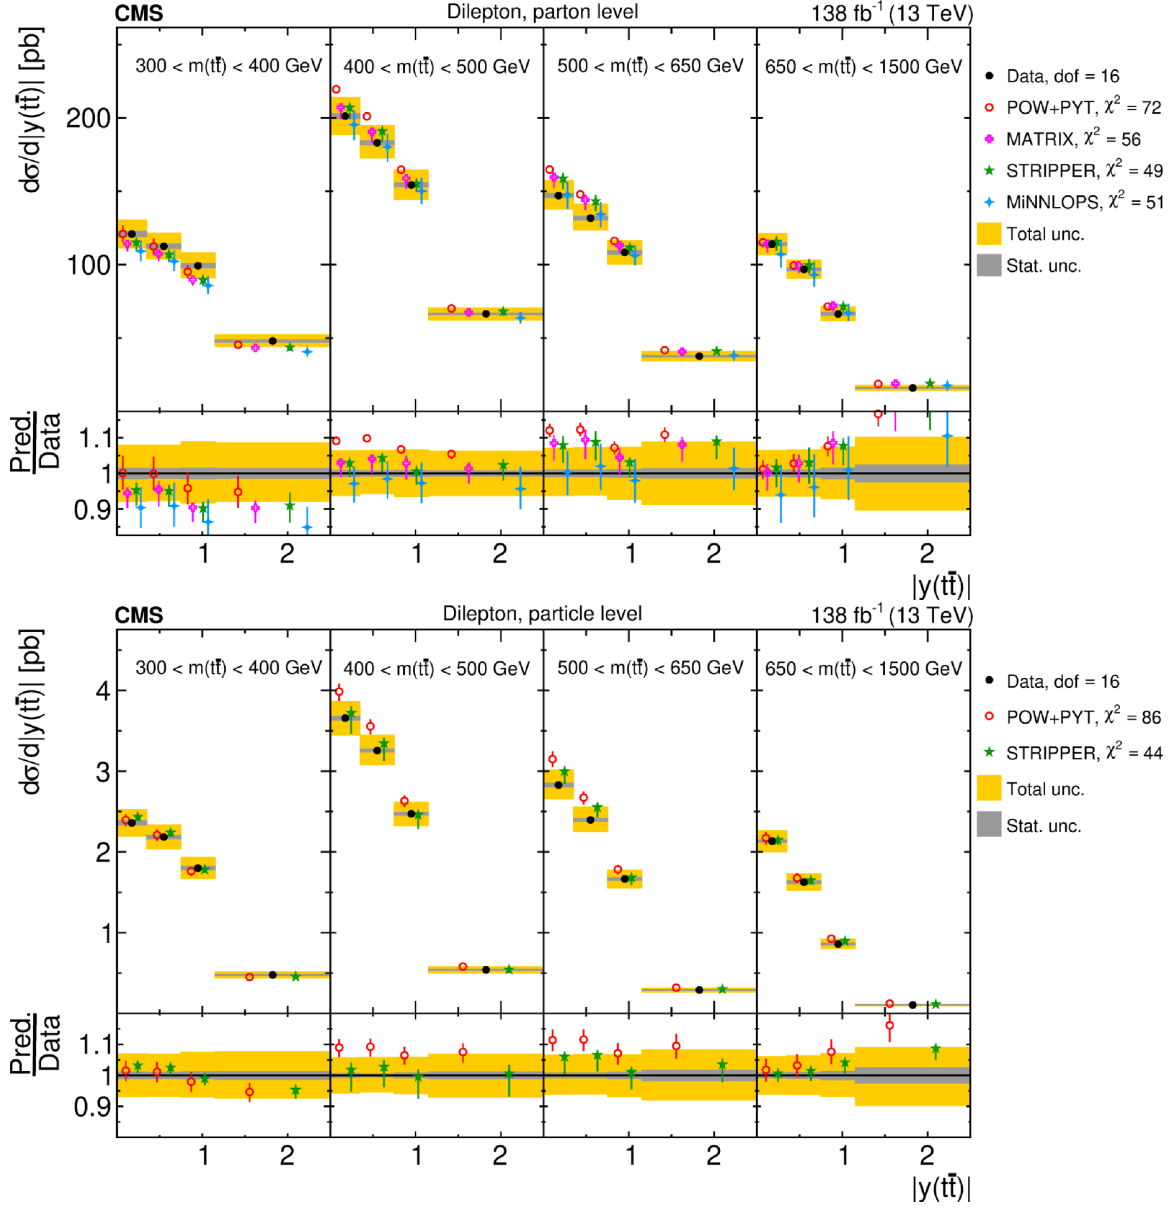 CMS Dilepton, parton level 138 fb⁻¹ (13 TeV)
dσ/d|y(tt̄)| [pb]
300 < m(tt̄) < 400 GeV
400 < m(tt̄) < 500 GeV
500 < m(tt̄) < 650 GeV
650 < m(tt̄) < 1500 GeV
200
100
Data, dof = 16
POW+PYT, χ² = 72
MATRIX, χ² = 56
STRIPPER, χ² = 49
MiNNLOPS, χ² = 51
Total unc.
Stat. unc.
Pred.
Data
1.1
1
0.9
1 2 1 2 1 2 1 2
|y(tt̄)|
CMS Dilepton, particle level 138 fb⁻¹ (13 TeV)
dσ/d|y(tt̄)| [pb]
300 < m(tt̄) < 400 GeV
400 < m(tt̄) < 500 GeV
500 < m(tt̄) < 650 GeV
650 < m(tt̄) < 1500 GeV
4
3
2
1
Data, dof = 16
POW+PYT, χ² = 86
STRIPPER, χ² = 44
Total unc.
Stat. unc.
Pred.
Data
1.1
1
0.9
1 2 1 2 1 2 1 2
|y(tt̄)|